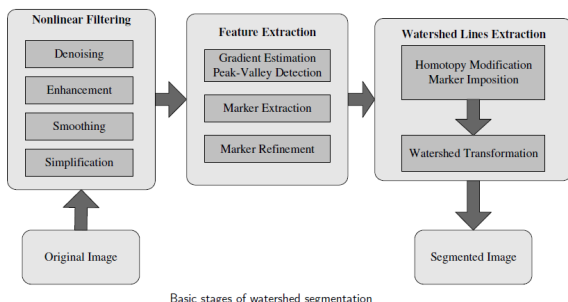 Nonlinear Filtering
Denoising
Enhancement
Smoothing
Simplification
Original Image
Feature Extraction
Gradient Estimation
Peak-Valley Detection
Marker Extraction
Marker Refinement
Watershed Lines Extraction
Homotopy Modification
Marker Imposition
Watershed Transformation
Segmented Image
Basic stages of watershed segmentation